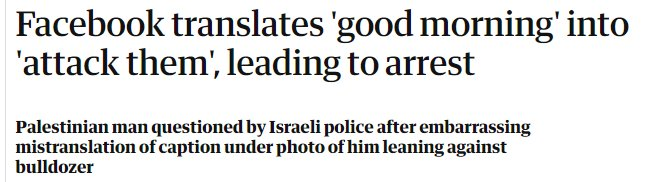 Facebook translates 'good morning' into
'attack them', leading to arrest
Palestinian man questioned by Israeli police after embarrassing
mistranslation of caption under photo of him leaning against
bulldozer